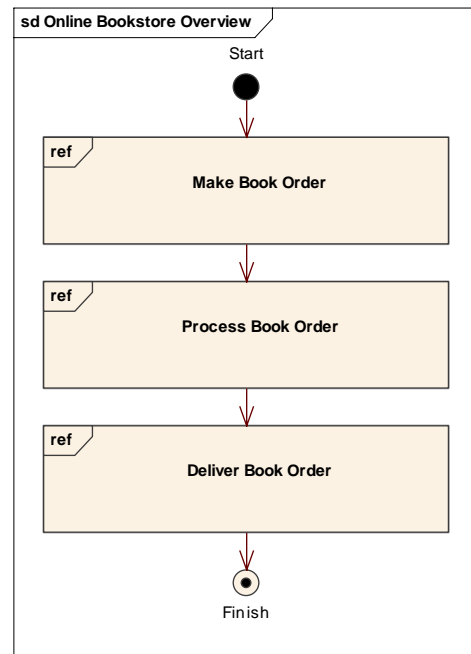 sd Online Bookstore Overview
Start
ref
Make Book Order
ref
Process Book Order
ref
Deliver Book Order
Finish